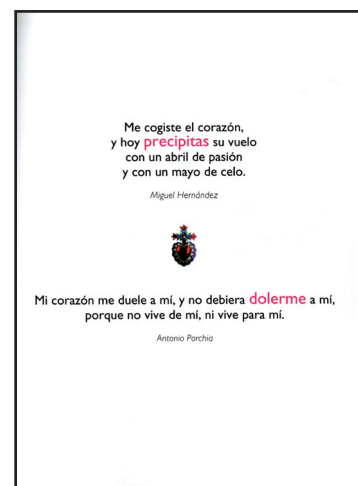 Me cogiste el corazón,
y hoy precipitas su vuelo
con un abril de pasión
y con un mayo de celo.
Miguel Hernández
Mi corazón me duele a mí, y no debiera dolerme a mí,
porque no vive de mí, ni vive para mí.
Antonio Porchia